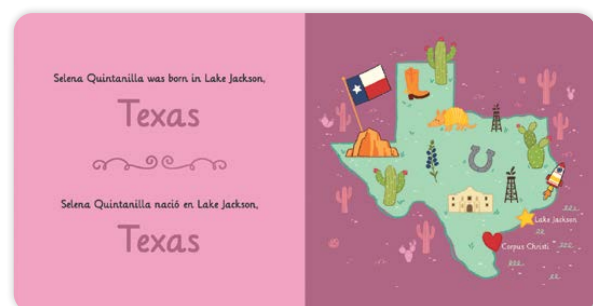 Selena Quintanilla was born in Lake Jackson,
Texas
Selena Quintanilla nació en Lake Jackson,
Texas
Lake Jackson
Corpus Christi